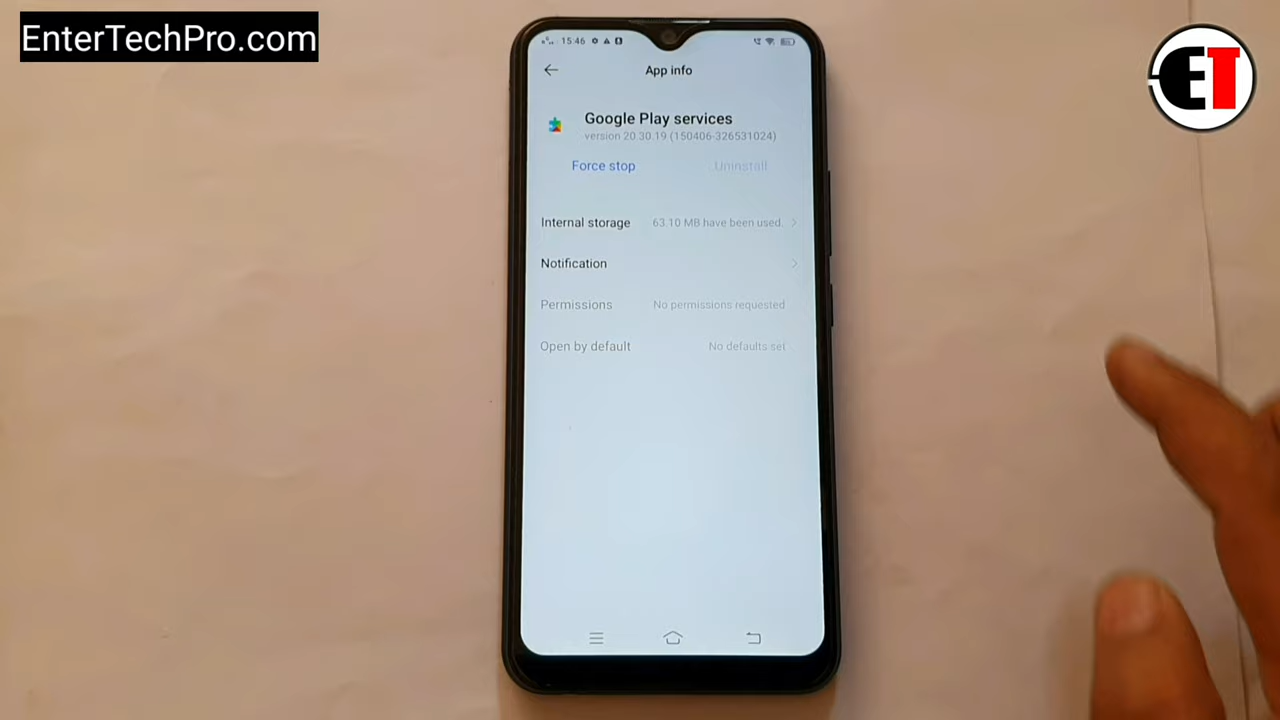 EnterTechPro.com
ET
15:46
App info
Google Play services
version 20.30.19 (150406-326531024)
Force stop Uninstall
Internal storage 63.10 MB have been used.
Notification
Permissions No permissions requested
Open by default No defaults set